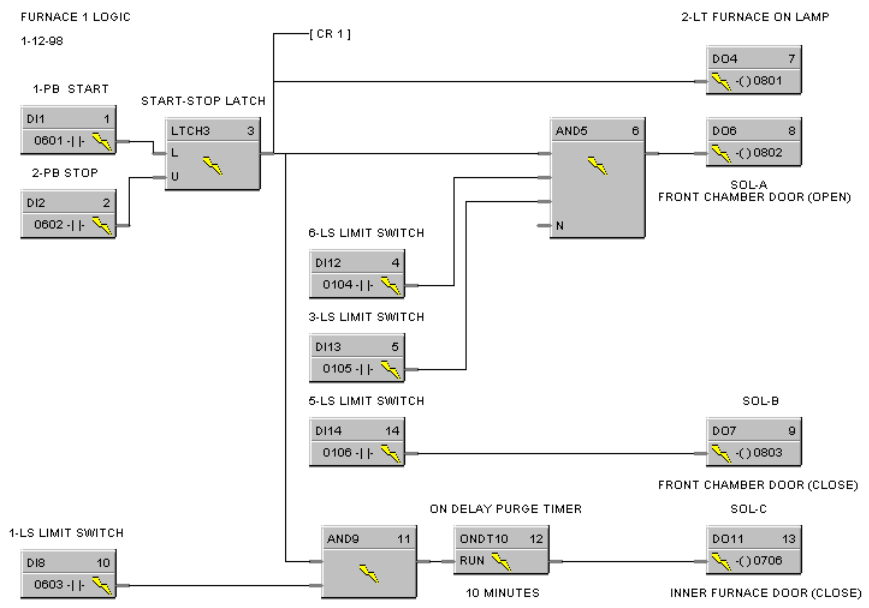 FURNACE 1 LOGIC
2-LT FURNACE ON LAMP
[ CR 1 ]
1-12-98
DO4 7
-( ) 0801
1-PB START
START-STOP LATCH
DI1 1
0601 -| |-
LTCH3 3
L
U
AND5 6
N
DO6 8
-( ) 0802
2-PB STOP
DI2 2
0602 -| |-
SOL-A
FRONT CHAMBER DOOR (OPEN)
6-LS LIMIT SWITCH
DI12 4
0104 -| |-
3-LS LIMIT SWITCH
DI13 5
0105 -| |-
5-LS LIMIT SWITCH
SOL-B
DI14 14
0106 -| |-
DO7 9
-( ) 0803
FRONT CHAMBER DOOR (CLOSE)
ON DELAY PURGE TIMER
SOL-C
1-LS LIMIT SWITCH
AND9 11
ONDT10 12
RUN
DO11 13
-( ) 0706
DI8 10
0603 -| |-
10 MINUTES
INNER FURNACE DOOR (CLOSE)